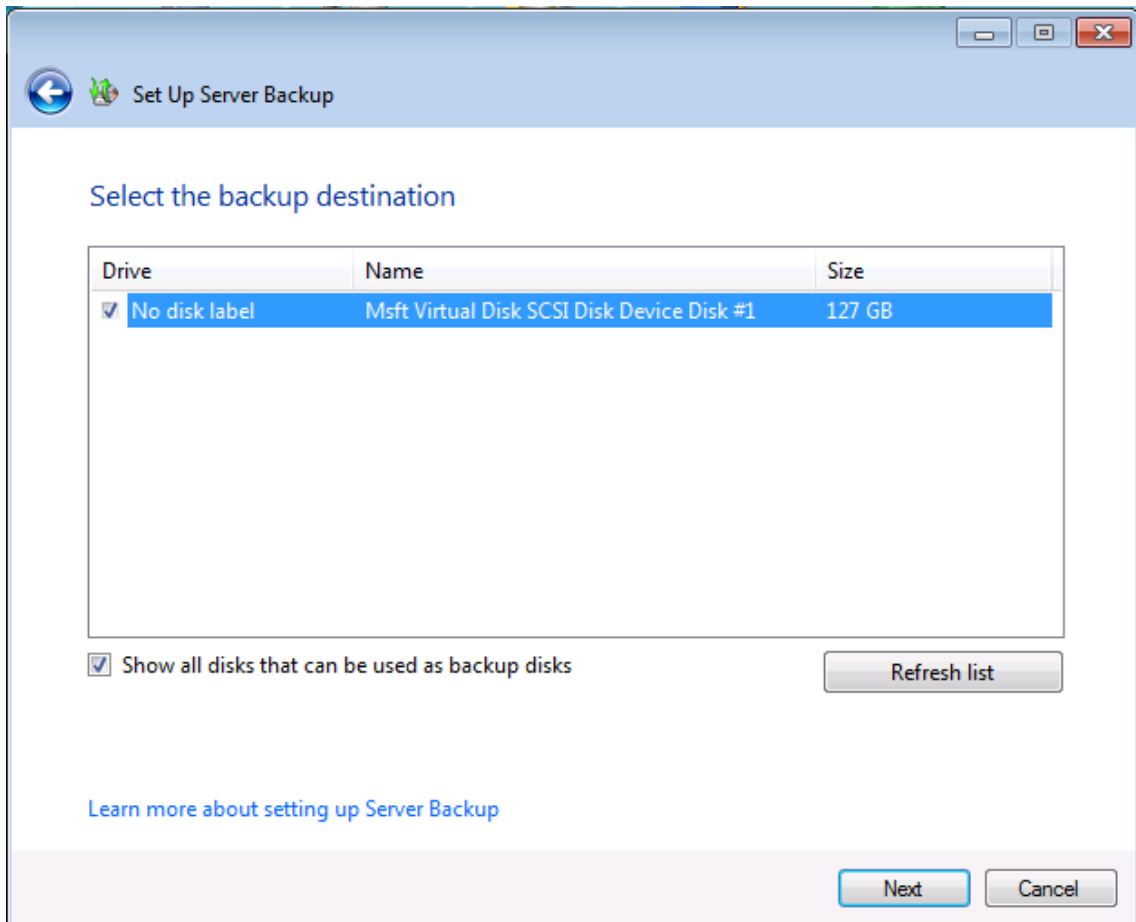 Set Up Server Backup
Select the backup destination
Drive Name Size
No disk label Msft Virtual Disk SCSI Disk Device Disk #1 127 GB
Show all disks that can be used as backup disks
Refresh list
Learn more about setting up Server Backup
Next Cancel